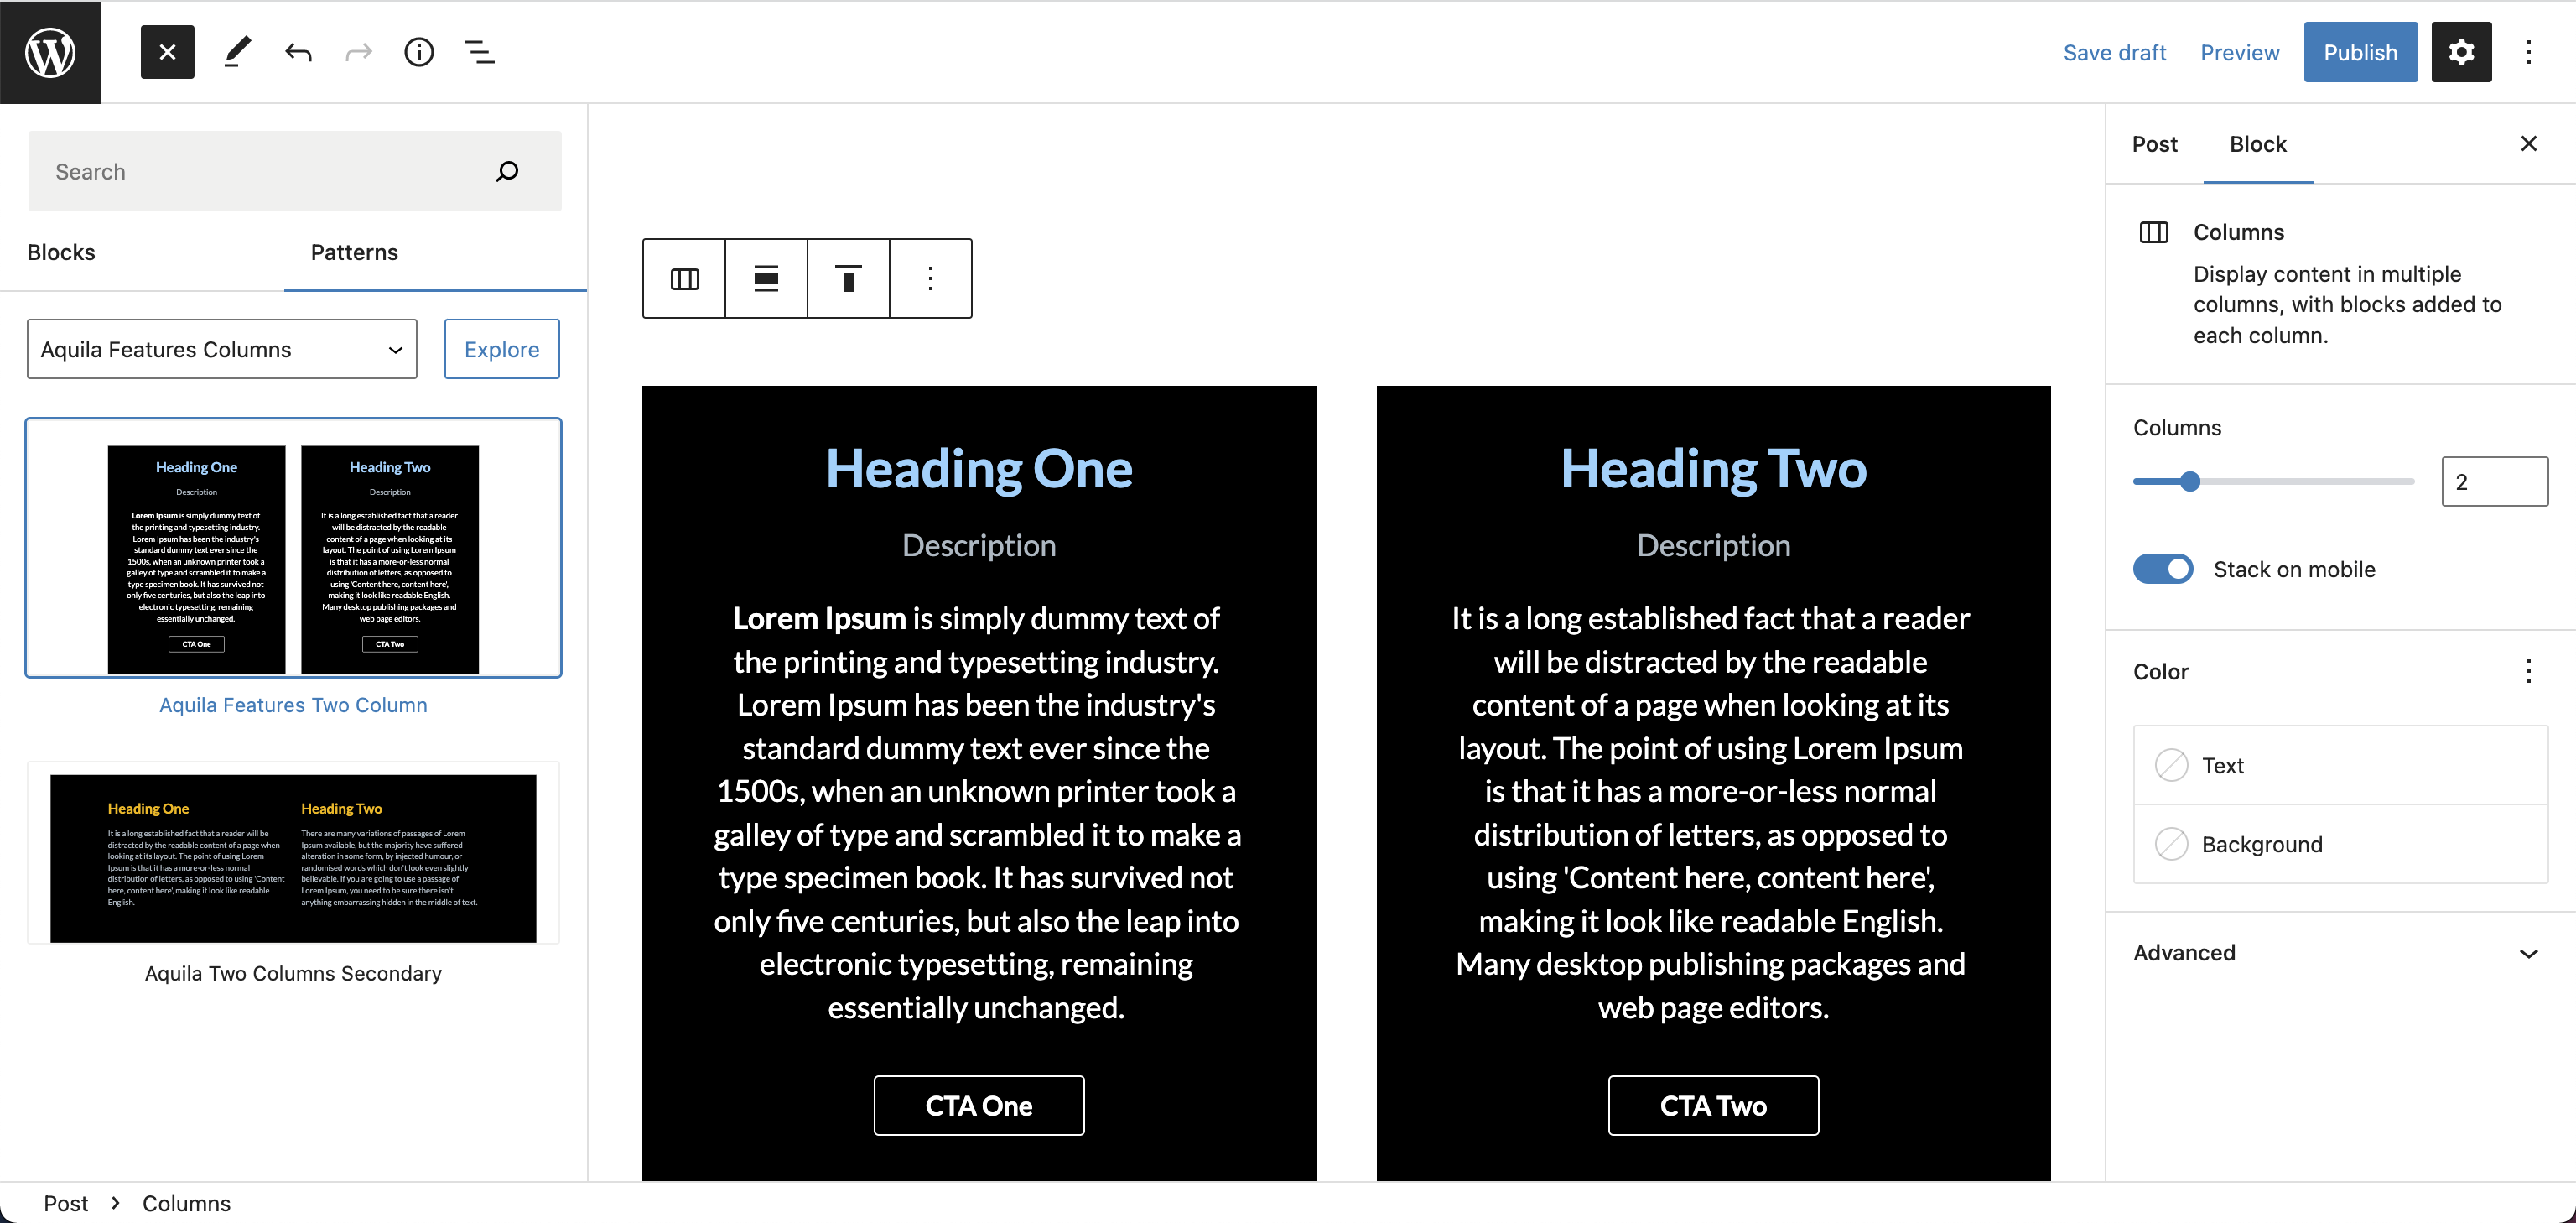 Save draft Preview Publish
Search
Blocks Patterns
Aquila Features Columns Explore
Heading One
Description
Lorem Ipsum is simply dummy text of
the printing and typesetting industry.
Lorem Ipsum has been the industry's
standard dummy text ever since the
1500s, when an unknown printer took a
galley of type and scrambled it to make a
type specimen book. It has survived not
only five centuries, but also the leap into
electronic typesetting, remaining
essentially unchanged.
CTA One
Heading Two
Description
It is a long established fact that a reader
will be distracted by the readable
content of a page when looking at its
layout. The point of using Lorem Ipsum
is that it has a more-or-less normal
distribution of letters, as opposed to
using 'Content here, content here',
making it look like readable English.
Many desktop publishing packages and
web page editors.
CTA Two
Aquila Features Two Column
Heading One
It is a long established fact that a reader will be
distracted by the readable content of a page when
looking at its layout. The point of using Lorem
Ipsum is that it has a more-or-less normal
distribution of letters, as opposed to using 'Content
here, content here', making it look like readable
English.
Heading Two
There are many variations of passages of Lorem
Ipsum available, but the majority have suffered
alteration in some form, by injected humour, or
randomised words which don't look even slightly
believable. If you are going to use a passage of
Lorem Ipsum, you need to be sure there isn't
anything embarrassing hidden in the middle of text.
Aquila Two Columns Secondary
Heading One
Description
Lorem Ipsum is simply dummy text of
the printing and typesetting industry.
Lorem Ipsum has been the industry's
standard dummy text ever since the
1500s, when an unknown printer took a
galley of type and scrambled it to make a
type specimen book. It has survived not
only five centuries, but also the leap into
electronic typesetting, remaining
essentially unchanged.
CTA One
Heading Two
Description
It is a long established fact that a reader
will be distracted by the readable
content of a page when looking at its
layout. The point of using Lorem Ipsum
is that it has a more-or-less normal
distribution of letters, as opposed to
using 'Content here, content here',
making it look like readable English.
Many desktop publishing packages and
web page editors.
CTA Two
Post Block
Columns
Display content in multiple
columns, with blocks added to
each column.
Columns
2
Stack on mobile
Color
Text
Background
Advanced
Post Columns